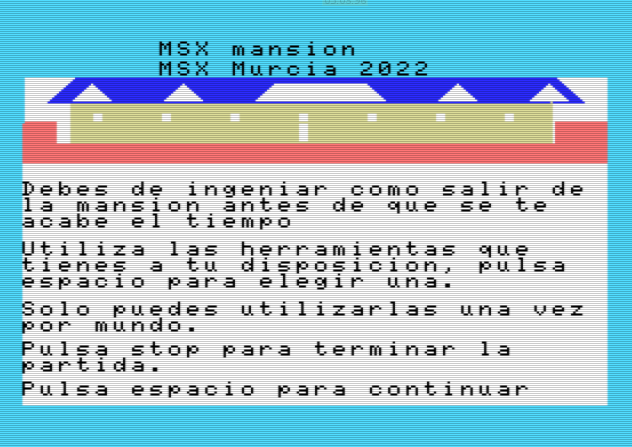 MSX mansion
MSX Murcia 2022
Debes de ingeniar como salir de
la mansion antes de que se te
acabe el tiempo
Utiliza las herramientas que
tienes a tu disposicion, pulsa
espacio para elegir una.
Solo puedes utilizarlas una vez
por mundo.
Pulsa stop para terminar la
partida.
Pulsa espacio para continuar